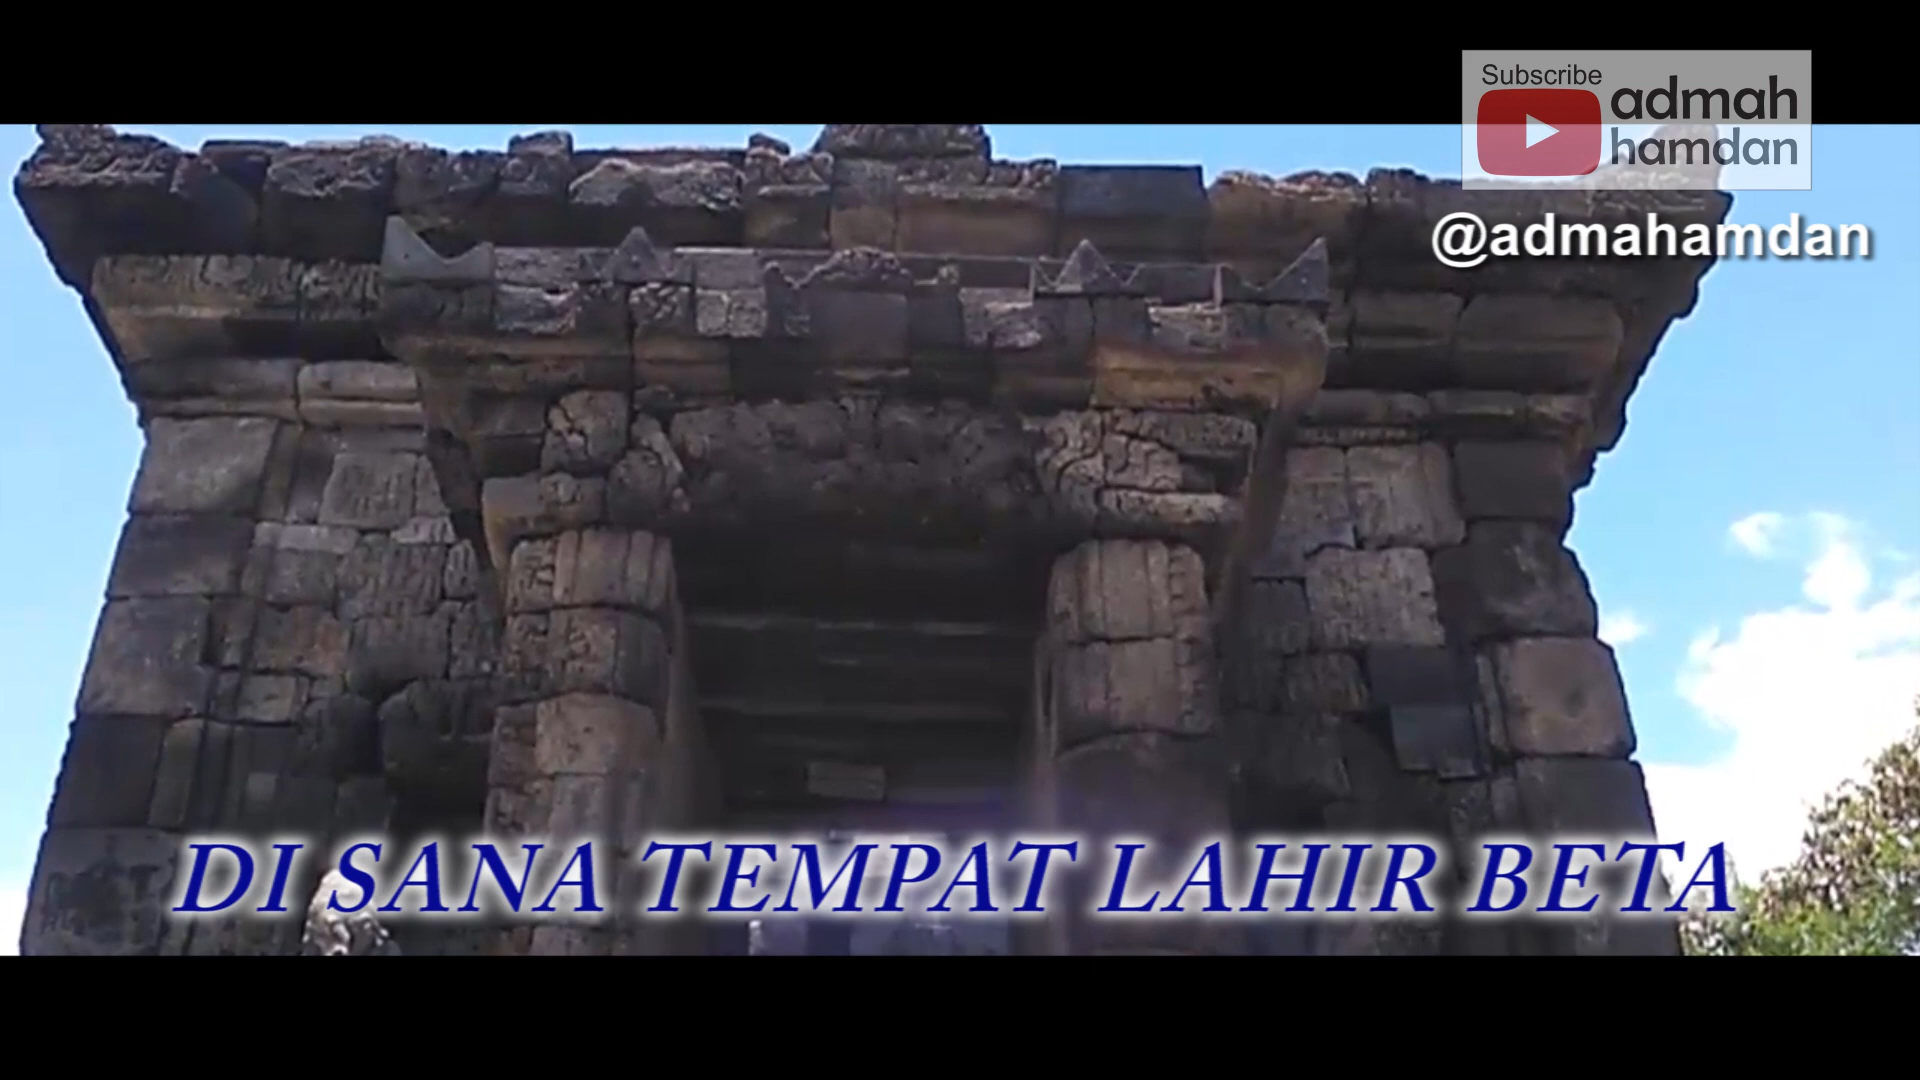 Subscribe
admah
hamdan
@admahamdan
DI SANA TEMPAT LAHIR BETA